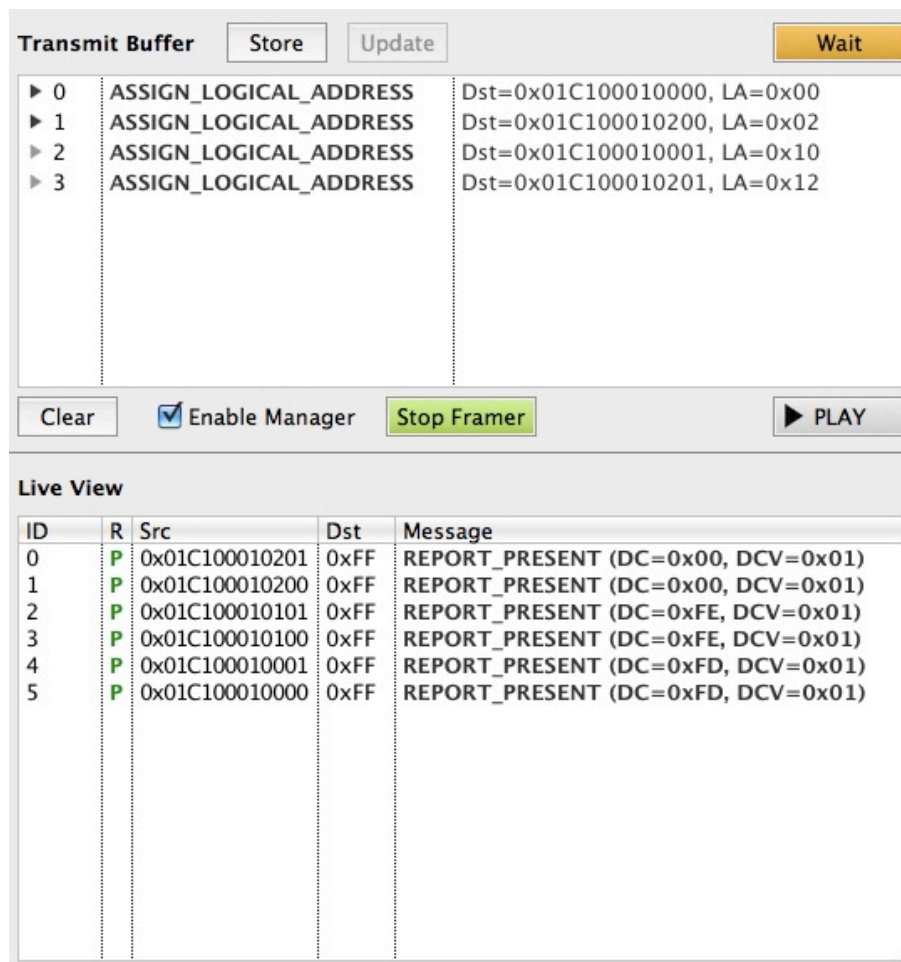 Transmit Buffer Store Update Wait
0 ASSIGN_LOGICAL_ADDRESS Dst=0x01C100010000, LA=0x00
1 ASSIGN_LOGICAL_ADDRESS Dst=0x01C100010200, LA=0x02
2 ASSIGN_LOGICAL_ADDRESS Dst=0x01C100010001, LA=0x10
3 ASSIGN_LOGICAL_ADDRESS Dst=0x01C100010201, LA=0x12
Clear Enable Manager Stop Framer PLAY
Live View
ID R Src Dst Message
0 P 0x01C100010201 0xFF REPORT_PRESENT (DC=0x00, DCV=0x01)
1 P 0x01C100010200 0xFF REPORT_PRESENT (DC=0x00, DCV=0x01)
2 P 0x01C100010101 0xFF REPORT_PRESENT (DC=0xFE, DCV=0x01)
3 P 0x01C100010100 0xFF REPORT_PRESENT (DC=0xFE, DCV=0x01)
4 P 0x01C100010001 0xFF REPORT_PRESENT (DC=0xFD, DCV=0x01)
5 P 0x01C100010000 0xFF REPORT_PRESENT (DC=0xFD, DCV=0x01)